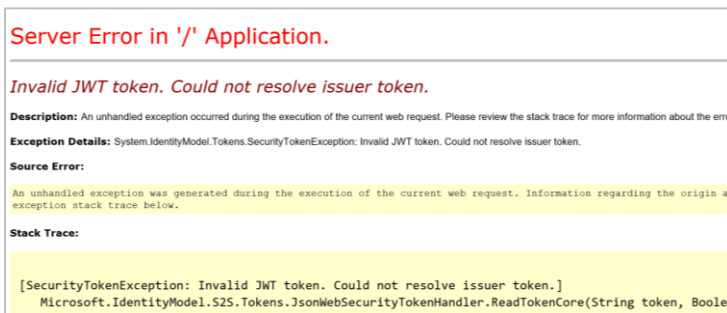 Server Error in '/' Application.
Invalid JWT token. Could not resolve issuer token.
Description: An unhandled exception occurred during the execution of the current web request. Please review the stack trace for more information about the erro
Exception Details: System.IdentityModel.Tokens.SecurityTokenException: Invalid JWT token. Could not resolve issuer token.
Source Error:
An unhandled exception was generated during the execution of the current web request. Information regarding the origin a
exception stack trace below.
Stack Trace:
[SecurityTokenException: Invalid JWT token. Could not resolve issuer token.]
Microsoft.IdentityModel.S2S.Tokens.JsonWebSecurityTokenHandler.ReadTokenCore(String token, Boole